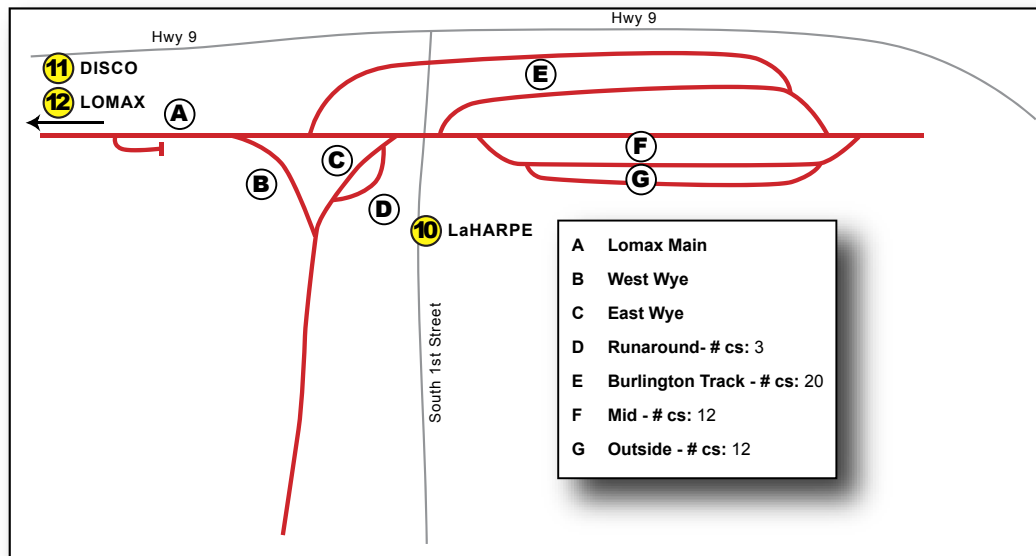 Hwy 9
Hwy 9
11 DISCO
12 LOMAX
A
E
F
C
B
G
D
10 LaHARPE
South 1st Street
A Lomax Main
B West Wye
C East Wye
D Runaround- # cs: 3
E Burlington Track - # cs: 20
F Mid - # cs: 12
G Outside - # cs: 12